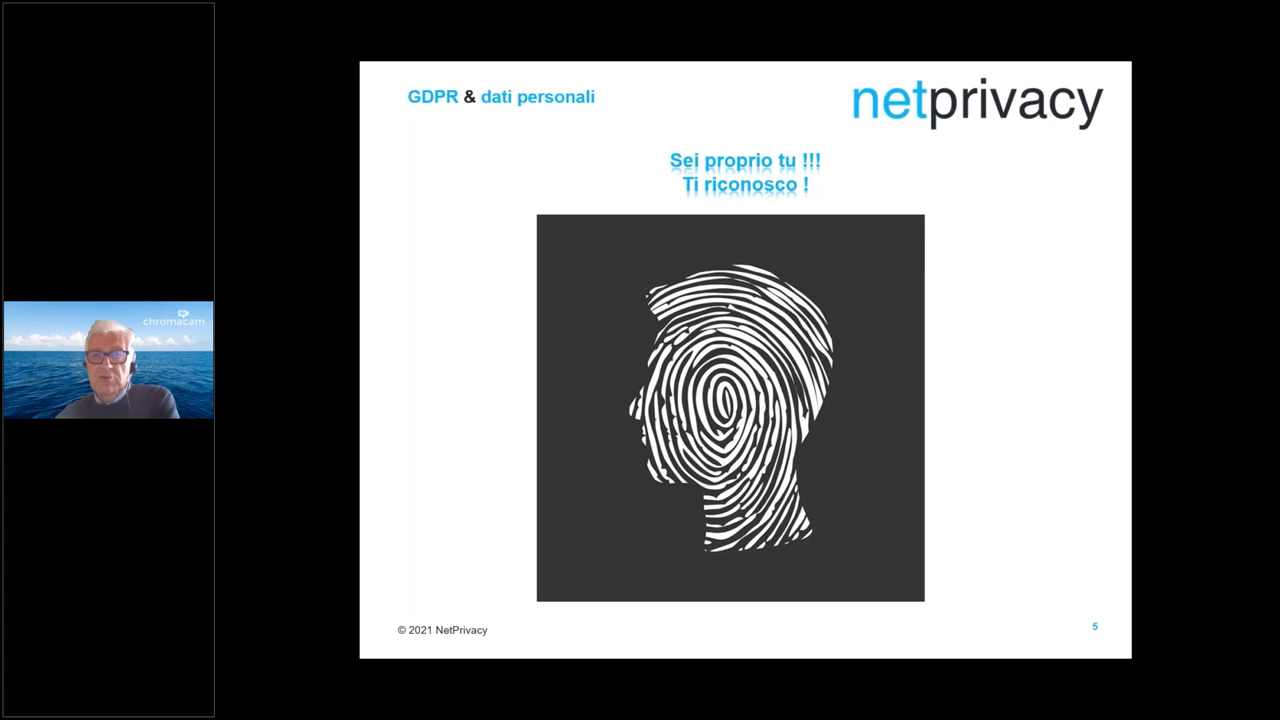 GDPR & dati personali
netprivacy
Sei proprio tu !!!
Ti riconosco !
chromacam
© 2021 NetPrivacy
5